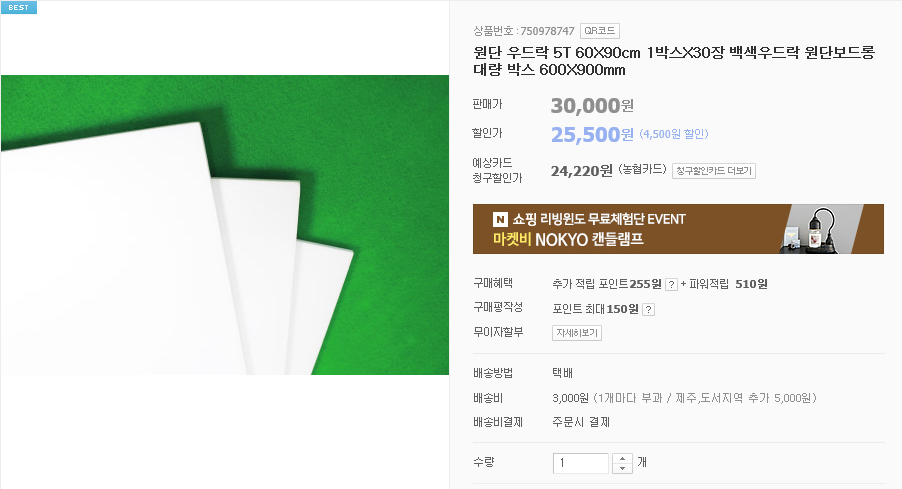 BEST
상품번호 : 750978747 QR코드
원단 우드락 5T 60X90cm 1박스X30장 백색우드락 원단보드롱
대량 박스 600X900mm
판매가 30,000원
할인가 25,500원 (4,500원 할인)
예상카드
청구할인가 24,220원 (농협카드) 청구할인카드 더보기
N 쇼핑 리빙윈도 무료체험단 EVENT
마켓비 NOKYO 캔들램프
구매혜택 추가 적립 포인트255원 ? + 파워적립 510원
구매평작성 포인트 최대150원 ?
무이자할부 자세히보기
배송방법 택배
배송비 3,000원 (1개마다 부과 / 제주,도서지역 추가 5,000원)
배송비결제 주문시 결제
수량 1 개